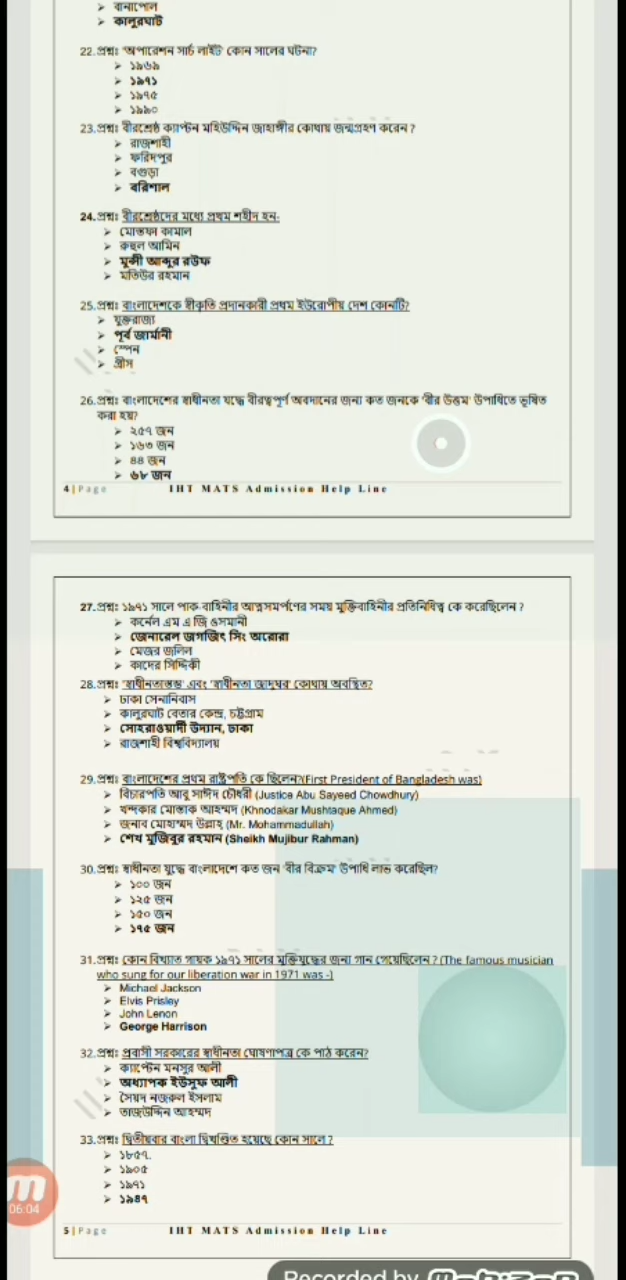 ➤ বানাপোল
➤ কালুরঘাট
22. প্রশ্নঃ 'অপারেশন সার্চ লাইট' কোন সালের ঘটনা?
➤ ১৯৬৯
➤ ১৯৭১
➤ ১৯৭৫
➤ ১৯৯০
23. প্রশ্নঃ বীরশ্রেষ্ঠ ক্যাপ্টন মহিউদ্দিন জাহাঙ্গীর কোথায় জন্মগ্রহণ করেন ?
➤ রাজশাহী
➤ ফরিদপুর
➤ বগুড়া
➤ বরিশাল
24. প্রশ্নঃ বীরশ্রেষ্ঠদের মধ্যে প্রথম শহীদ হন-
➤ মোস্তফা কামাল
➤ রুহুল আমিন
➤ মুন্সী আব্দুর রউফ
➤ মতিউর রহমান
25. প্রশ্নঃ বাংলাদেশকে স্বীকৃতি প্রদানকারী প্রথম ইউরোপীয় দেশ কোনটি?
➤ যুক্তরাজ্য
➤ পূর্ব জার্মানী
➤ স্পেন
➤ গ্রীস
26. প্রশ্নঃ বাংলাদেশের স্বাধীনতা যদ্ধে বীরত্বপূর্ণ অবদানের জন্য কত জনকে 'বীর উত্তম' উপাধিতে ভূষিত
করা হয়?
➤ ২৫৭ জন
➤ ১৬৩ জন
➤ ৪৪ জন
➤ ৬৮ জন
4 | Page IHT MATS Admission Help Line
27. প্রশ্নঃ ১৯৭১ সালে পাক-বাহিনীর আত্মসমর্পণের সময় মুক্তিবাহিনীর প্রতিনিধিত্ব কে করেছিলেন ?
➤ কর্নেল এম এ জি ওসমানী
➤ জেনারেল জগজিৎ সিং অরোরা
➤ মেজর জলিল
➤ কাদের সিদ্দিকী
28. প্রশ্নঃ 'স্বাধীনতাস্তম্ভ' এবং 'স্বাধীনতা জাদুঘর' কোথায় অবস্থিত?
➤ ঢাকা সেনানিবাস
➤ কালুরঘাট বেতার কেন্দ্র, চট্টগ্রাম
➤ সোহরাওয়ার্দী উদ্যান, ঢাকা
➤ রাজশাহী বিশ্ববিদ্যালয়
29. প্রশ্নঃ বাংলাদেশের প্রথম রাষ্ট্রপতি কে ছিলেন?(First President of Bangladesh was)
➤ বিচারপতি আবু সাঈদ চৌধুরী (Justice Abu Sayeed Chowdhury)
➤ খন্দকার মোস্তাক আহম্মদ (Khnodakar Mushtaque Ahmed)
➤ জনাব মোহাম্মদ উল্লাহ (Mr. Mohammadullah)
➤ শেখ মুজিবুর রহমান (Sheikh Mujibur Rahman)
30. প্রশ্নঃ স্বাধীনতা যুদ্ধে বাংলাদেশে কত জন 'বীর বিক্রম' উপাধি লাভ করেছিল?
➤ ১০০ জন
➤ ১২৫ জন
➤ ১৫০ জন
➤ ১৭৫ জন
31. প্রশ্নঃ কোন বিখ্যাত গায়ক ১৯৭১ সালের মুক্তিযুদ্ধের জন্য গান গেয়েছিলেন ? (The famous musician
who sung for our liberation war in 1971 was -)
➤ Michael Jackson
➤ Elvis Prisley
➤ John Lenon
➤ George Harrison
32. প্রশ্নঃ প্রবাসী সরকারের স্বাধীনতা ঘোষণাপত্র কে পাঠ করেন?
➤ ক্যাপ্টেন মনসুর আলী
➤ অধ্যাপক ইউসুফ আলী
➤ সৈয়দ নজরুল ইসলাম
➤ তাজউদ্দিন আহম্মদ
33. প্রশ্নঃ দ্বিতীয়বার বাংলা দ্বিখণ্ডিত হয়েছে কোন সালে ?
➤ ১৮৫৭.
➤ ১৯০৫
➤ ১৯৭১
➤ ১৯৪৭
06:04
5 | Page IHT MATS Admission Help Line
Recorded by